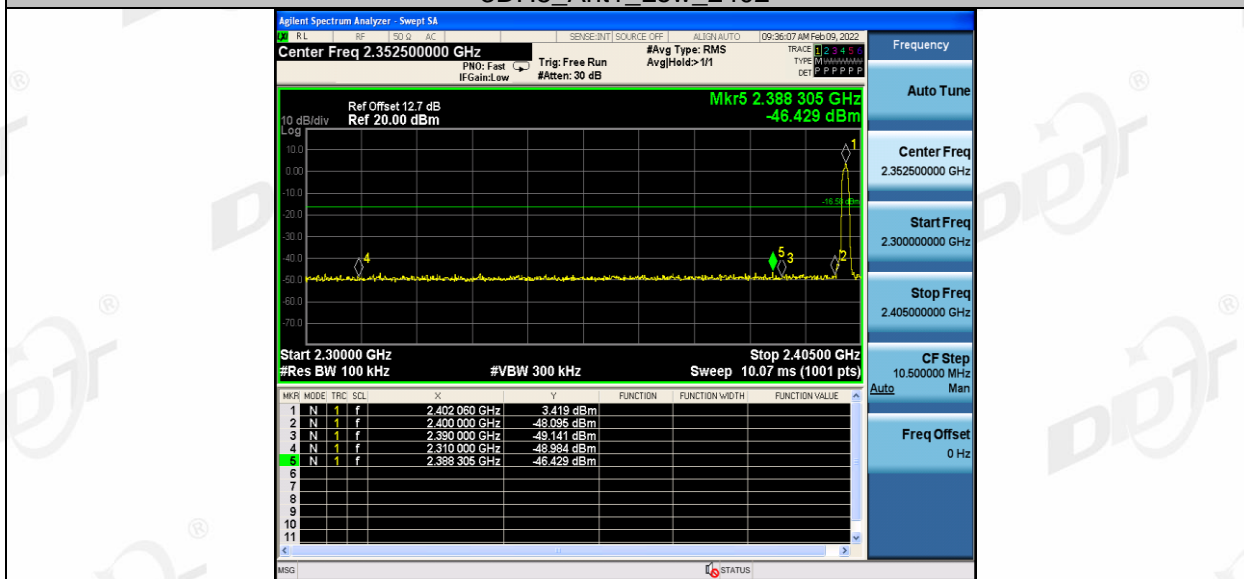 Agilent Spectrum Analyzer - Swept SA
RL RF 50 Ω AC SENSE:INT SOURCE OFF ALIGN AUTO 09:36:07 AM Feb 09, 2022
Center Freq 2.352500000 GHz
PNO: Fast
IFGain:Low
Trig: Free Run
#Atten: 30 dB
#Avg Type: RMS
Avg|Hold:>1/1
TRACE 1 2 3 4 5 6
TYPE M WWWWW
DET P P P P P P
Frequency
Auto Tune
Center Freq
2.352500000 GHz
Start Freq
2.300000000 GHz
Stop Freq
2.405000000 GHz
CF Step
10.500000 MHz
Auto Man
Freq Offset
0 Hz
Mkr5 2.388 305 GHz
-46.429 dBm
Ref Offset 12.7 dB
10 dB/div Ref 20.00 dBm
Log
10.0
0.00
-10.0
-20.0
-30.0
-40.0
-50.0
-60.0
-70.0
1
4
5
3
2
Start 2.30000 GHz Stop 2.40500 GHz
#Res BW 100 kHz #VBW 300 kHz Sweep 10.07 ms (1001 pts)
MKR MODE TRC SCL X Y FUNCTION FUNCTION WIDTH FUNCTION VALUE
1 N 1 f 2.402 060 GHz 3.419 dBm
2 N 1 f 2.400 000 GHz -48.095 dBm
3 N 1 f 2.390 000 GHz -49.141 dBm
4 N 1 f 2.310 000 GHz -48.984 dBm
5 N 1 f 2.388 305 GHz -46.429 dBm
6
7
8
9
10
11
MSG STATUS
DDT
®